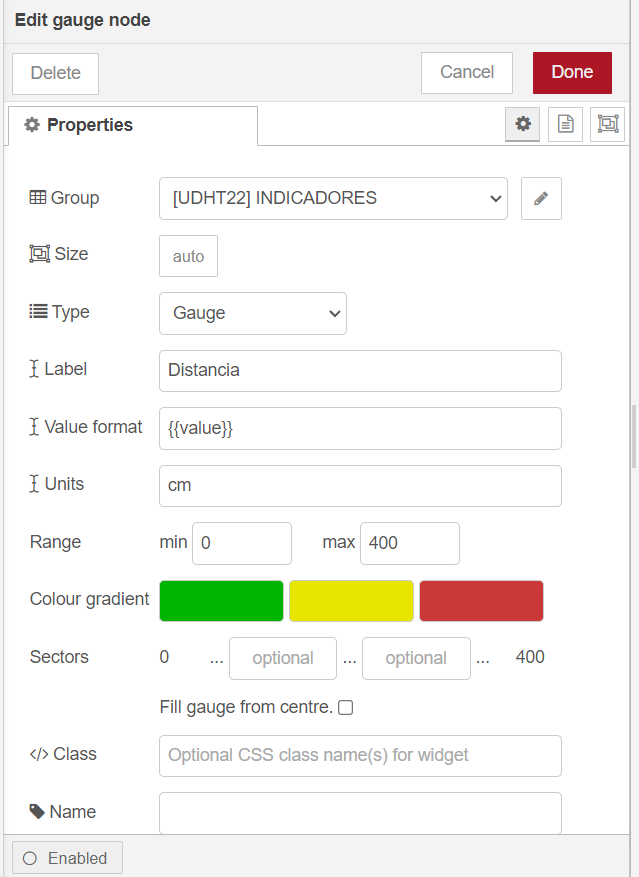 Edit gauge node
Delete Cancel Done
Properties
Group [UDHT22] INDICADORES
Size auto
Type Gauge
Label Distancia
Value format {{value}}
Units cm
Range min 0 max 400
Colour gradient
Sectors 0 ... optional ... optional ... 400
Fill gauge from centre.
</> Class Optional CSS class name(s) for widget
Name
Enabled